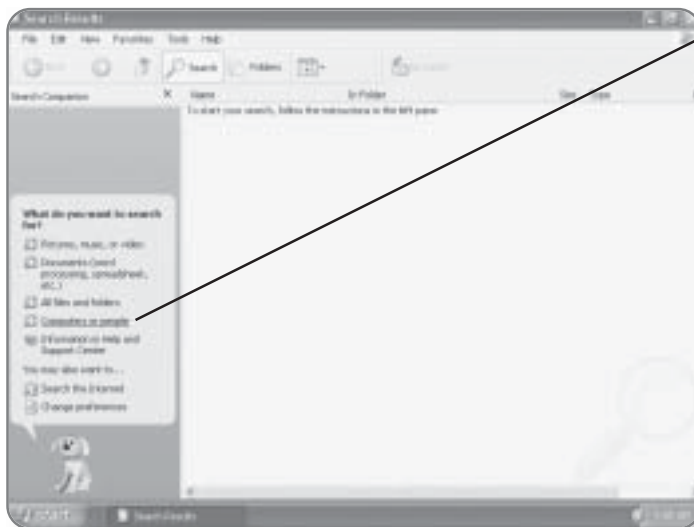 Search Results
File Edit View Favorites Tools Help
Back Search Folders
Search Companion Name In Folder Size Type
To start your search, follow the instructions in the left pane.
What do you want to search
for?
Pictures, music, or video
Documents (word
processing, spreadsheet,
etc.)
All files and folders
Computers or people
Information in Help and
Support Center
You may also want to...
Search the Internet
Change preferences
start Search Results